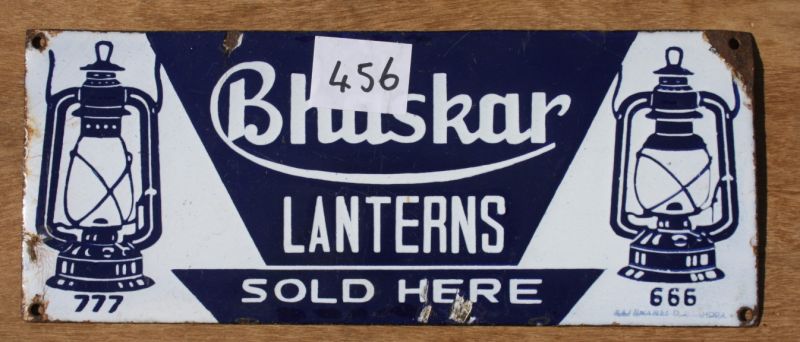 456
Bhaskar
LANTERNS
SOLD HERE
777
666